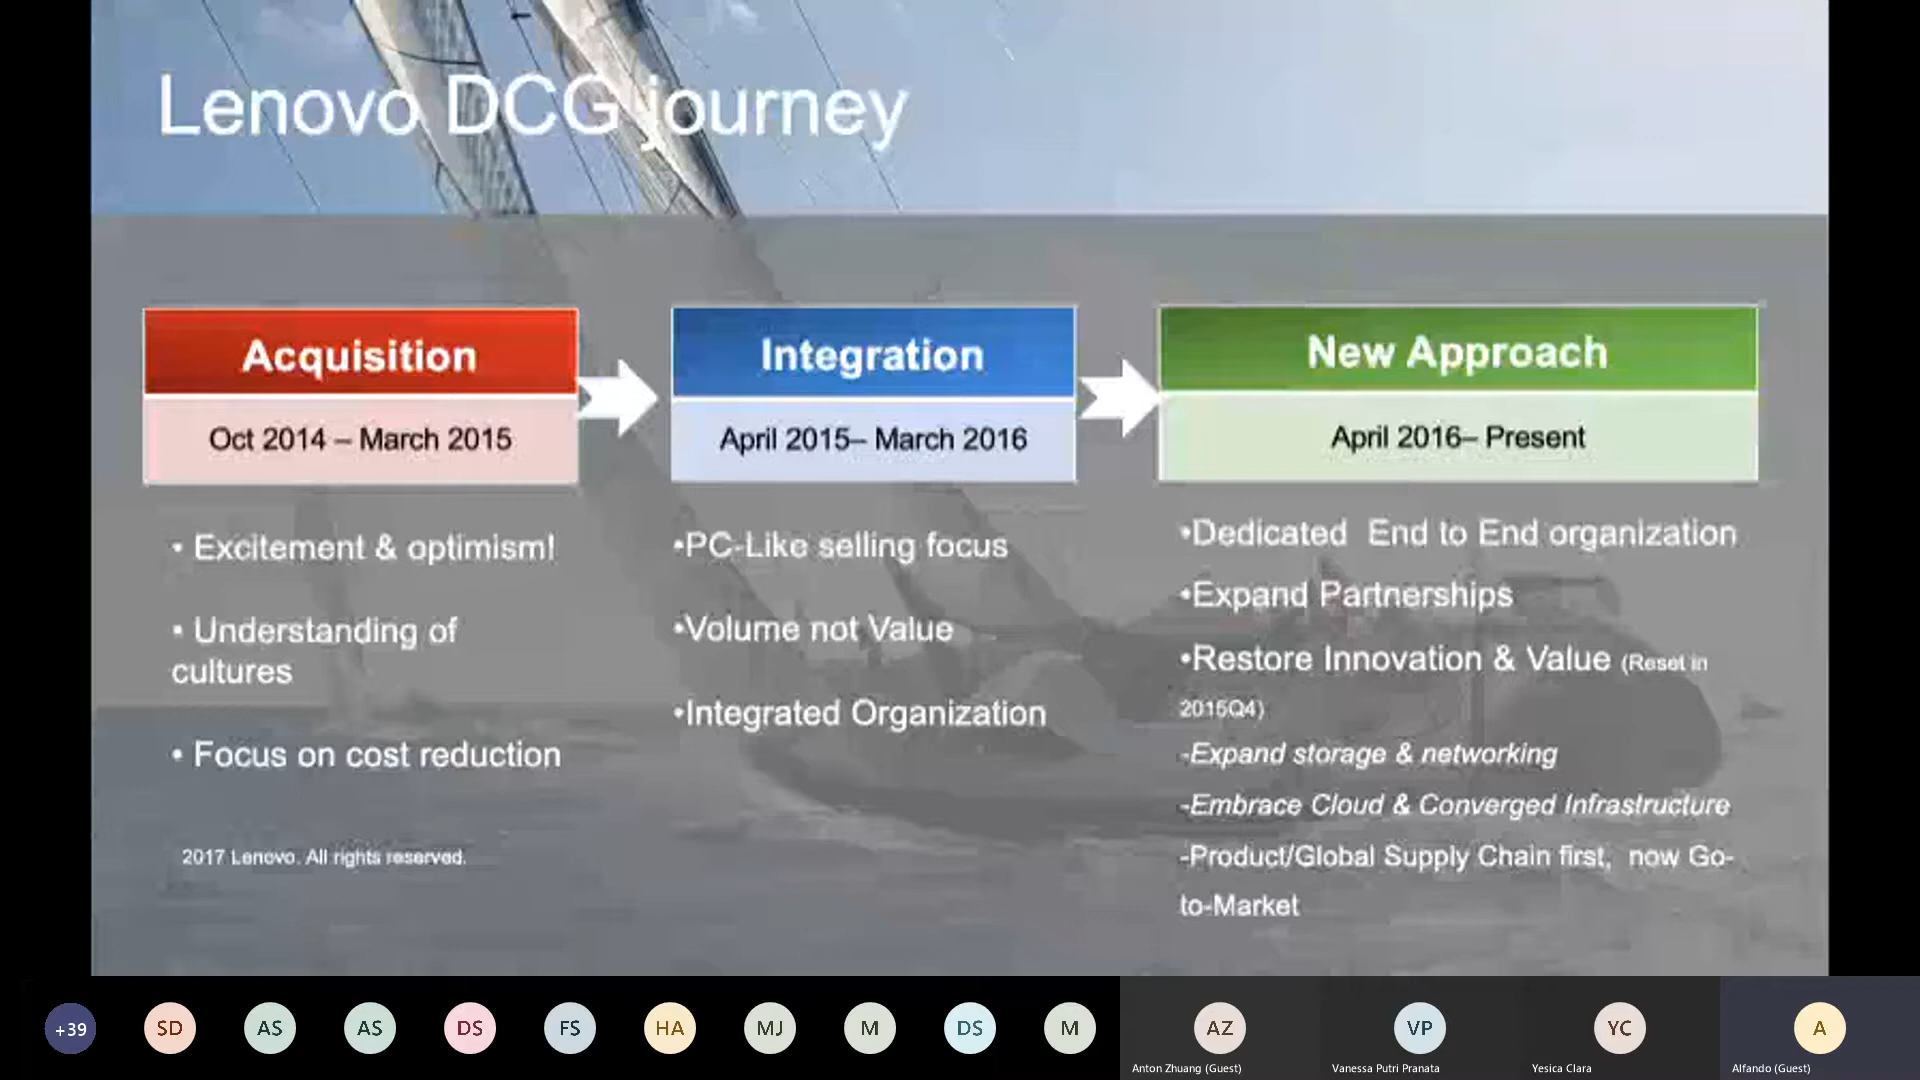 Lenovo DCG journey
Acquisition
Oct 2014 – March 2015
• Excitement & optimism!
• Understanding of
cultures
• Focus on cost reduction
2017 Lenovo. All rights reserved.
Integration
April 2015– March 2016
•PC-Like selling focus
•Volume not Value
•Integrated Organization
New Approach
April 2016– Present
•Dedicated  End to End organization
•Expand Partnerships
•Restore Innovation & Value (Reset in
2015Q4)
-Expand storage & networking
-Embrace Cloud & Converged Infrastructure
-Product/Global Supply Chain first,  now Go-
to-Market
+39
SD
AS
AS
DS
FS
HA
MJ
M
DS
M
AZ
Anton Zhuang (Guest)
VP
Vanessa Putri Pranata
YC
Yesica Clara
A
Alfando (Guest)